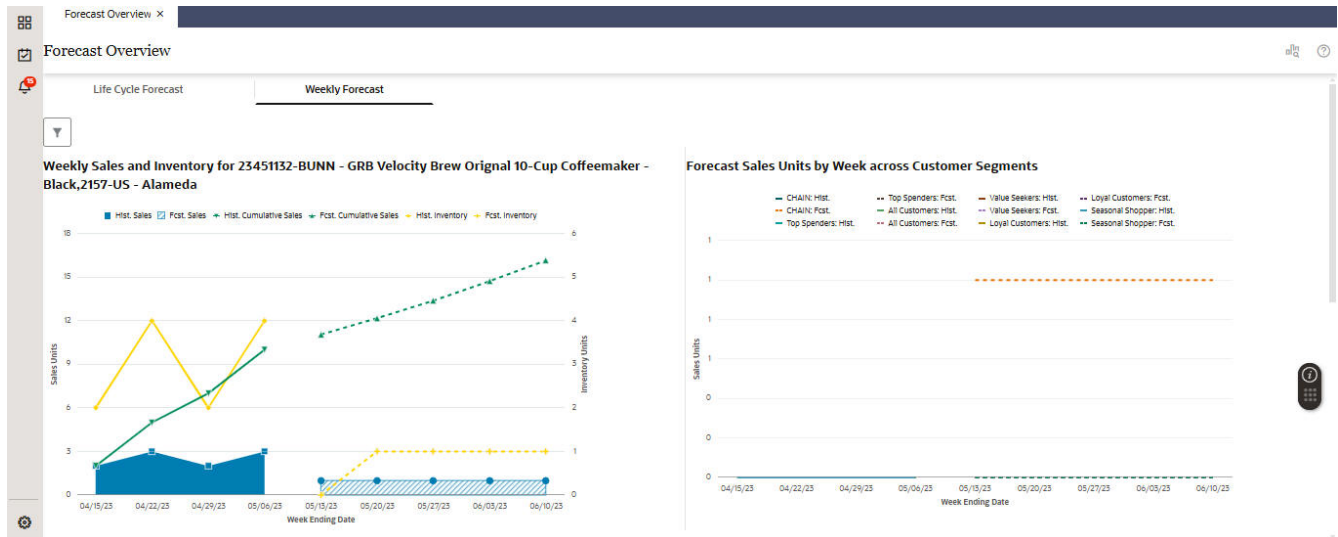 Forecast Overview ×
Forecast Overview
15
Life Cycle Forecast
Weekly Forecast
Weekly Sales and Inventory for 23451132-BUNN - GRB Velocity Brew Orignal 10-Cup Coffeemaker -
Black,2157-US - Alameda
Hist. Sales Fcst. Sales Hist. Cumulative Sales Fcst. Cumulative Sales Hist. Inventory Fcst. Inventory
18 6
15 5
12 4
9 3
6 2
3 1
0 0
Sales Units
Inventory Units
04/15/23 04/22/23 04/29/23 05/06/23 05/13/23 05/20/23 05/27/23 06/03/23 06/10/23
Week Ending Date
Forecast Sales Units by Week across Customer Segments
CHAIN: Hist. Top Spenders: Fcst. Value Seekers: Hist. Loyal Customers: Fcst.
CHAIN: Fcst. All Customers: Hist. Value Seekers: Fcst. Seasonal Shopper: Hist.
Top Spenders: Hist. All Customers: Fcst. Loyal Customers: Hist. Seasonal Shopper: Fcst.
1
1
1
1
0
0
0
Sales Units
04/15/23 04/22/23 04/29/23 05/06/23 05/13/23 05/20/23 05/27/23 06/03/23 06/10/23
Week Ending Date